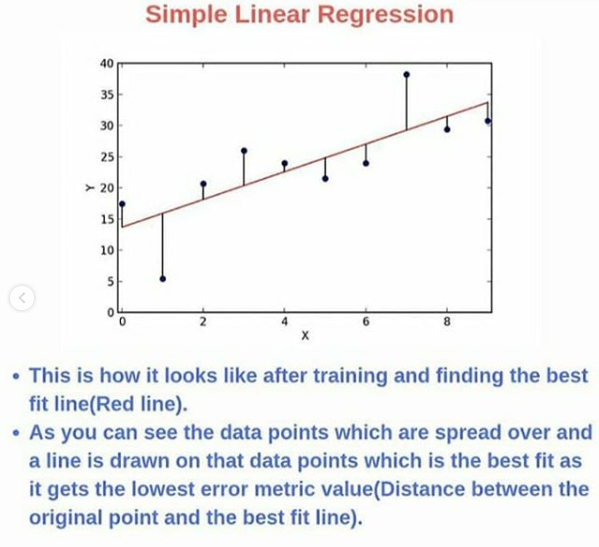 Simple Linear Regression
40
35
30
25
20
15
10
5
0
Y
0 2 4 6 8
X
• This is how it looks like after training and finding the best
fit line(Red line).
• As you can see the data points which are spread over and
a line is drawn on that data points which is the best fit as
it gets the lowest error metric value(Distance between the
original point and the best fit line).